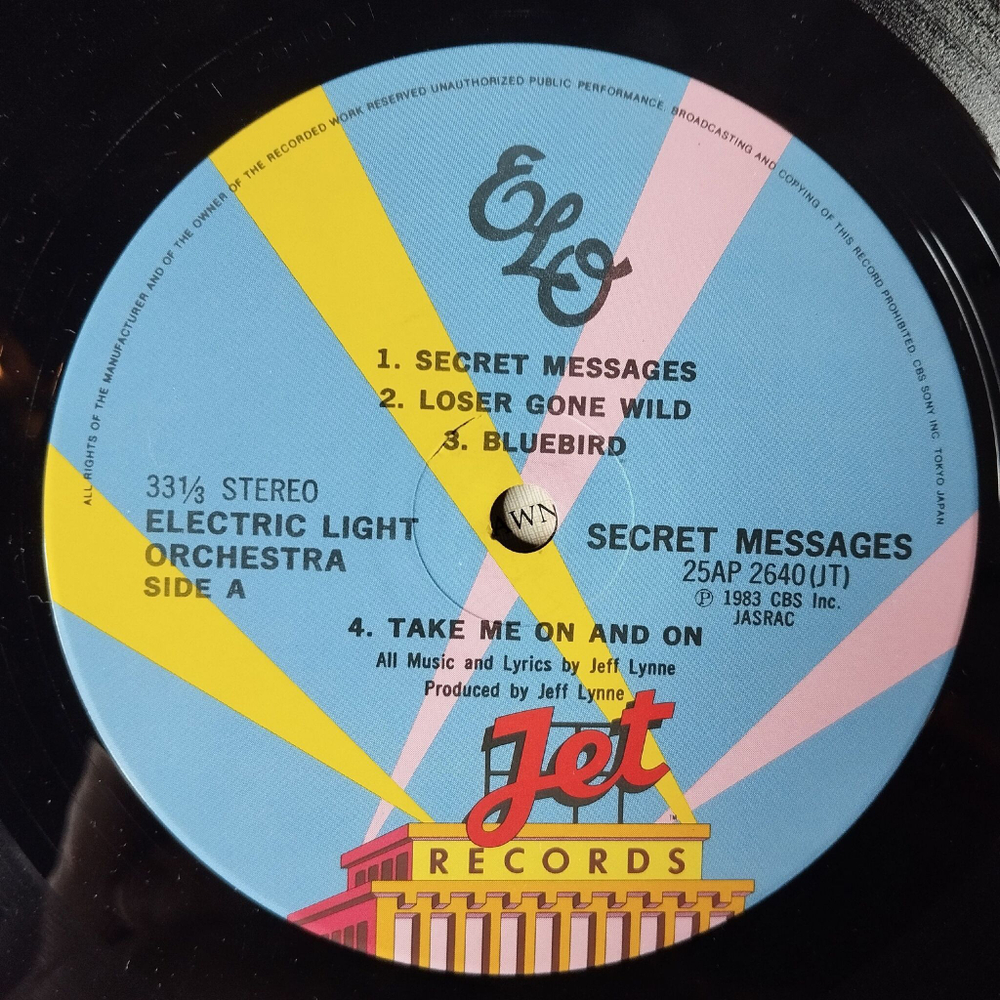 ALL RIGHTS OF THE MANUFACTURER AND OF THE OWNER OF THE RECORDED WORK RESERVED UNAUTHORIZED PUBLIC PERFORMANCE. BROADCASTING AND COPYING OF THIS RECORD PROHIBITED. CBS SONY INC. TOKYO JAPAN
ELO
1. SECRET MESSAGES
2. LOSER GONE WILD
3. BLUEBIRD
33⅓ STEREO
ELECTRIC LIGHT
ORCHESTRA
SIDE A
AWN
SECRET MESSAGES
25AP 2640(JT)
℗ 1983 CBS Inc.
JASRAC
4. TAKE ME ON AND ON
All Music and Lyrics by Jeff Lynne
Produced by Jeff Lynne
Jet
TM
RECORDS